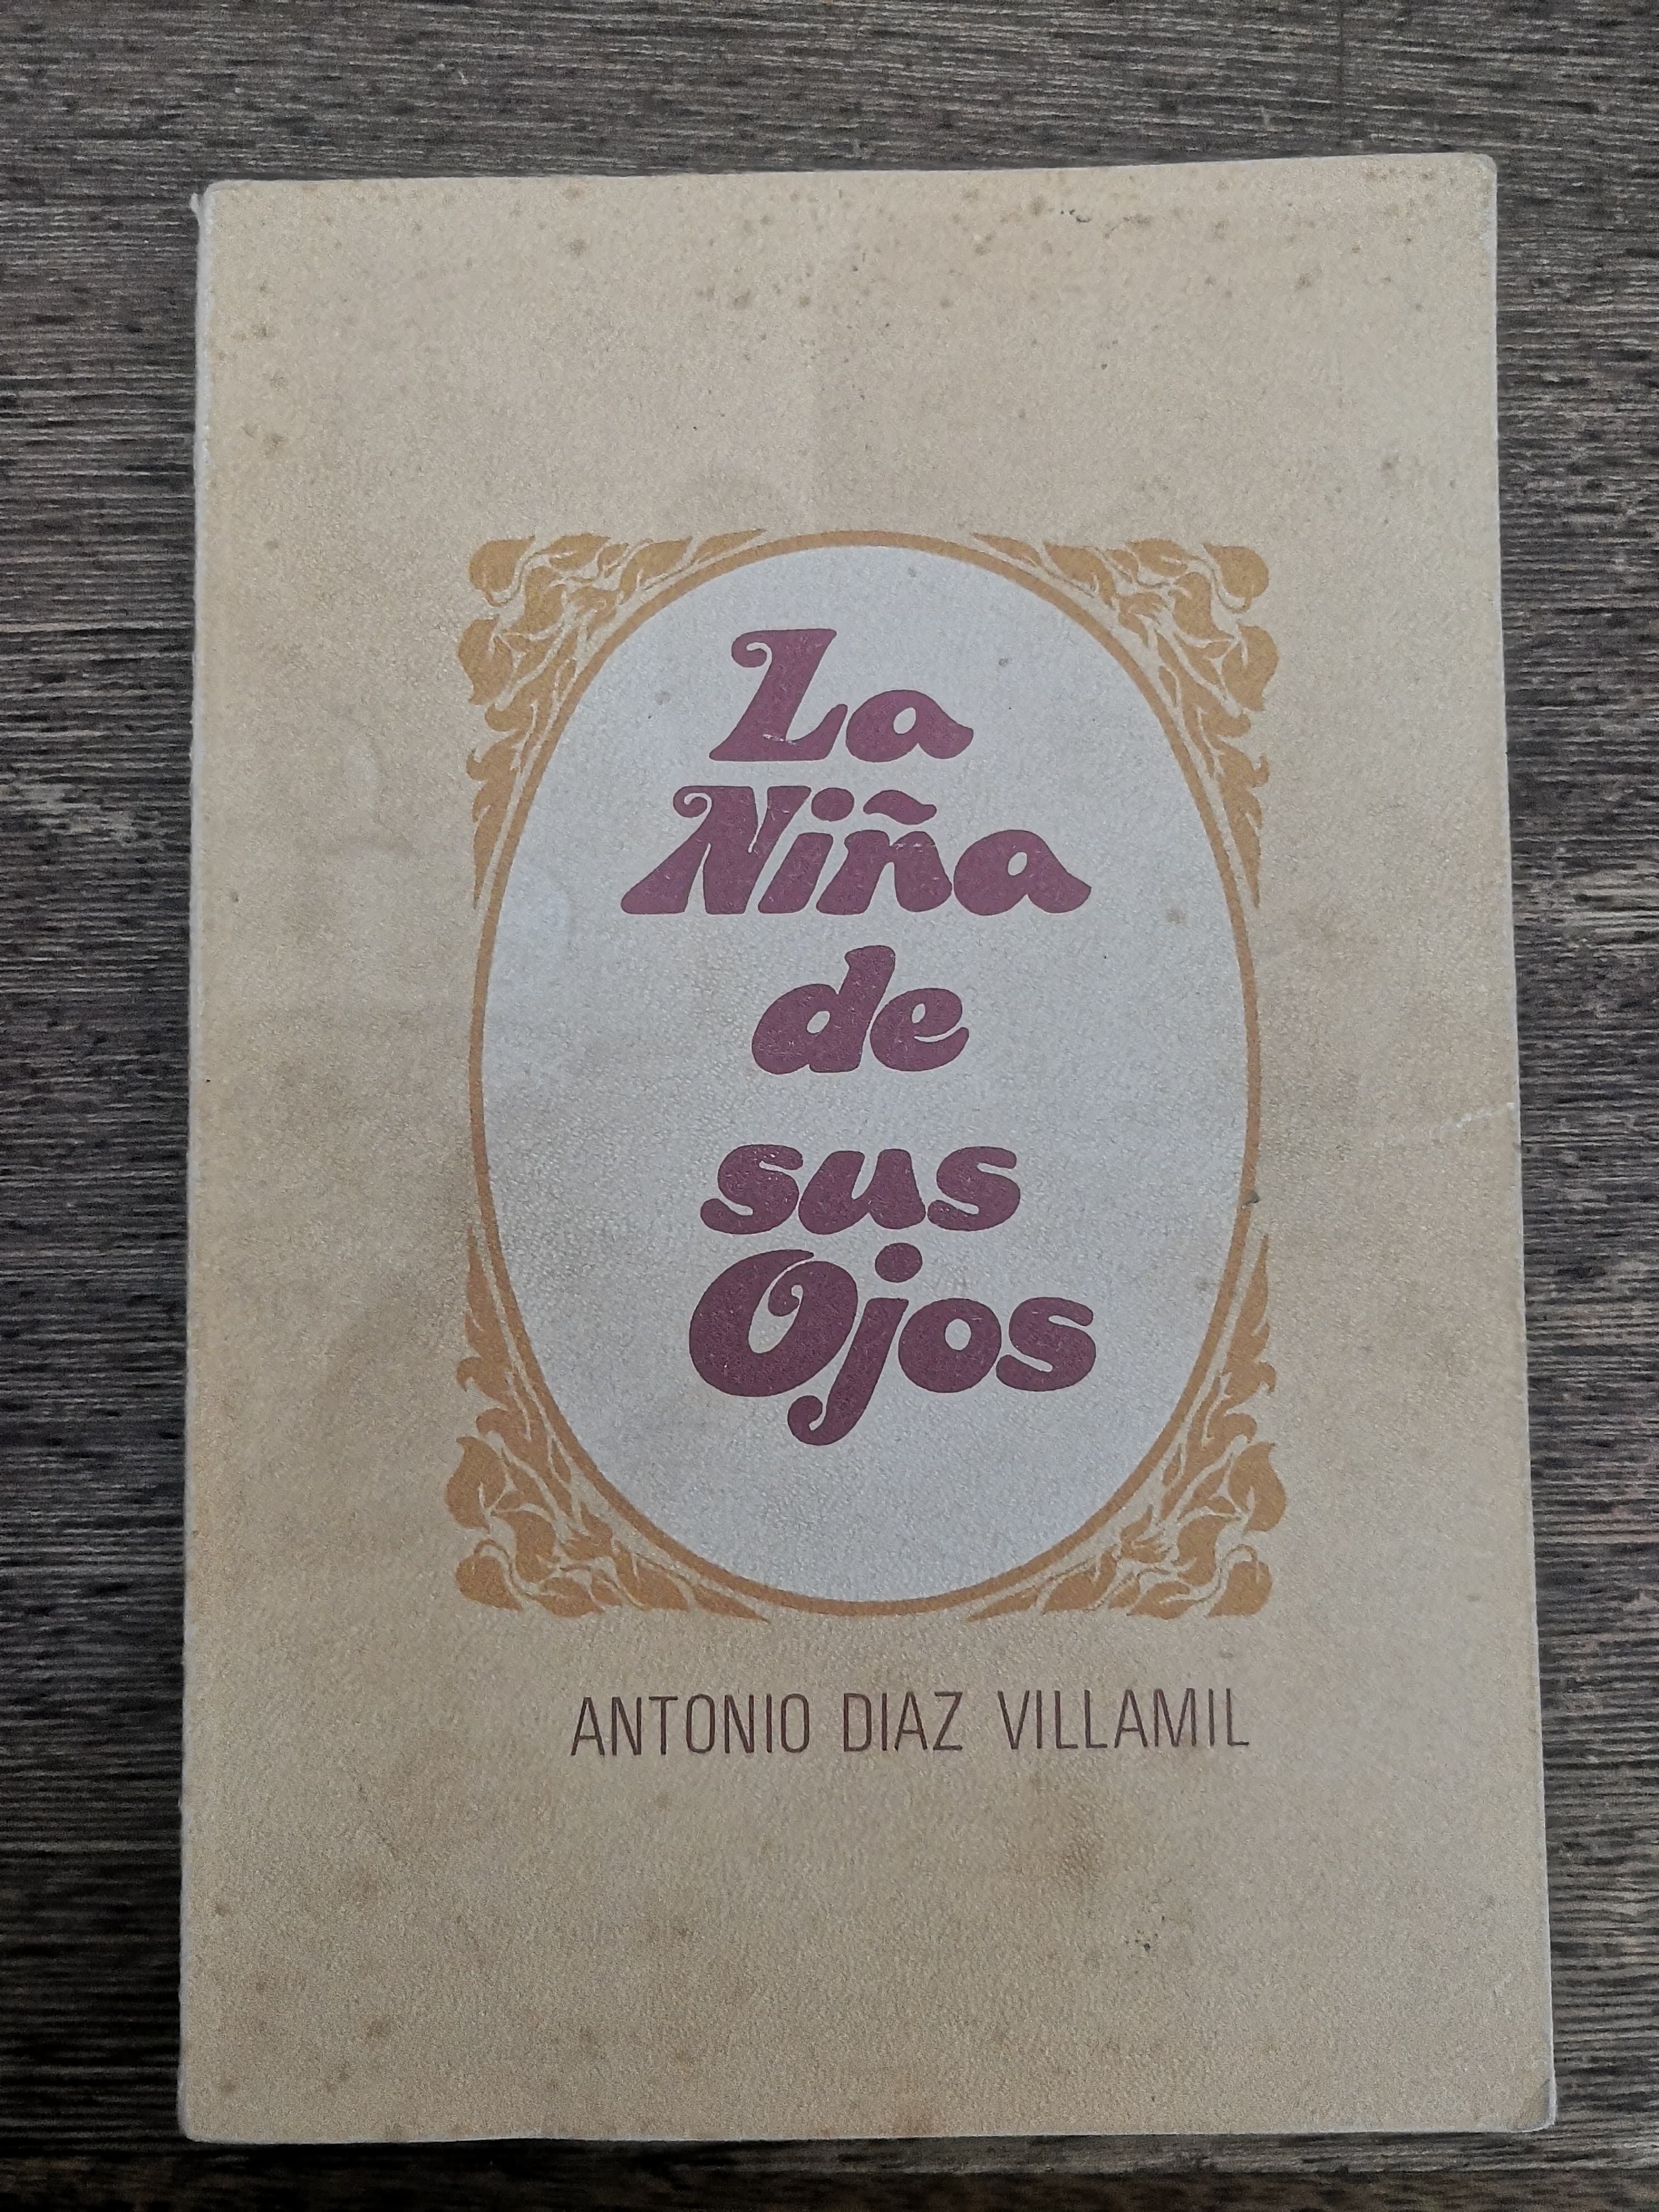 La
Niña
de
sus
Ojos
ANTONIO DIAZ VILLAMIL